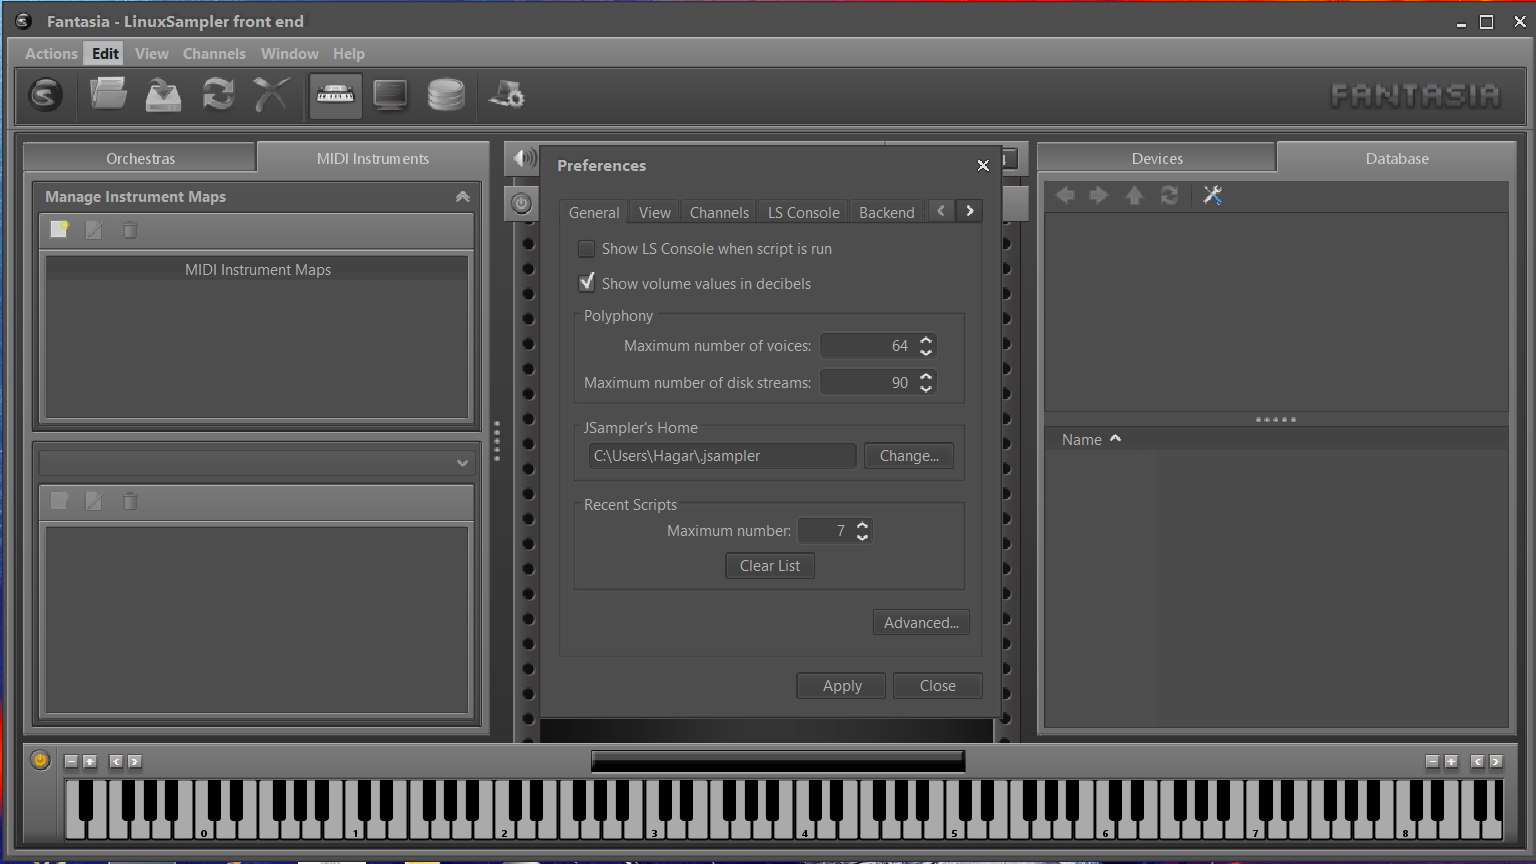 Fantasia - LinuxSampler front end
Actions Edit View Channels Window Help
FANTASIA
Orchestras MIDI Instruments
Manage Instrument Maps
MIDI Instrument Maps
Preferences
General View Channels LS Console Backend
Show LS Console when script is run
Show volume values in decibels
Polyphony
Maximum number of voices: 64
Maximum number of disk streams: 90
JSampler's Home
C:\Users\Hagar\.jsampler Change...
Recent Scripts
Maximum number: 7
Clear List
Advanced...
Apply Close
Devices Database
Name
0 1 2 3 4 5 6 7 8